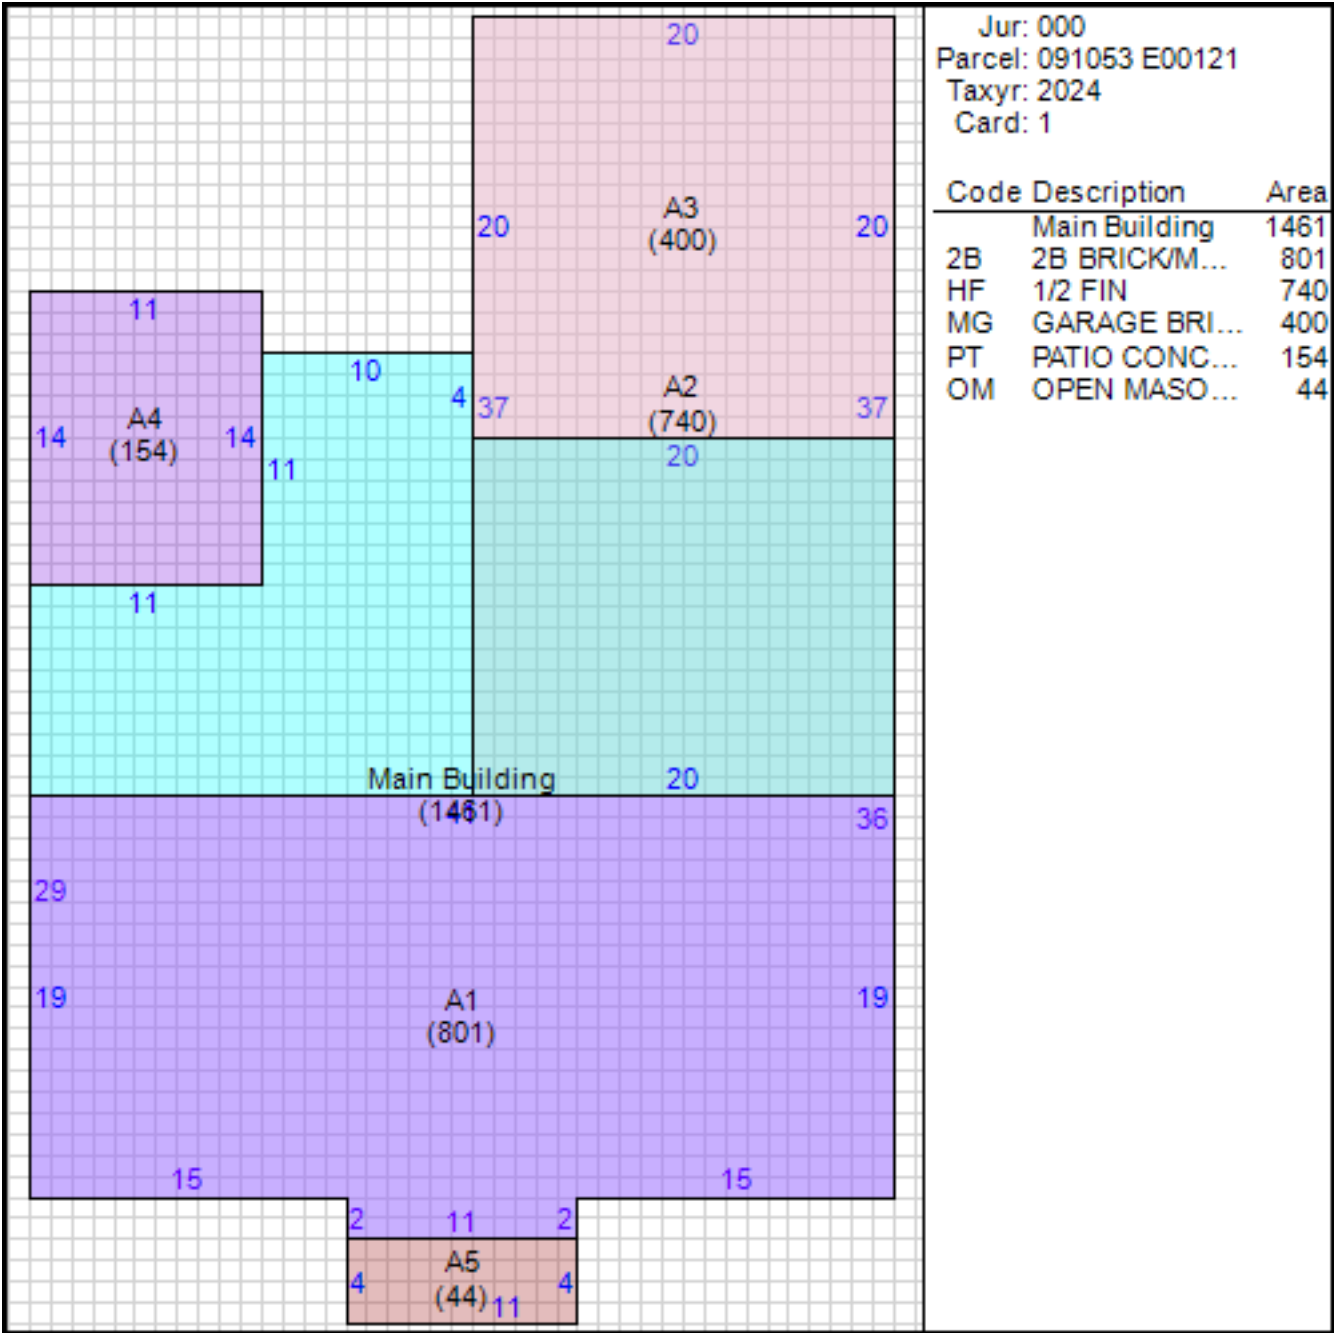 Jur: 000
Parcel: 091053 E00121
Taxyr: 2024
Card: 1
Code Description Area
Main Building 1461
2B 2B BRICK/M... 801
HF 1/2 FIN 740
MG GARAGE BRI... 400
PT PATIO CONC... 154
OM OPEN MASO... 44
20
A3
20 (400) 20
11
10
4
A2
37 (740) 37
A4
14 (154) 14
20
11
11
Main Building 20
(1461)
36
29
19 19
A1
(801)
15 15
2 11 2
A5
4 (44) 4
11